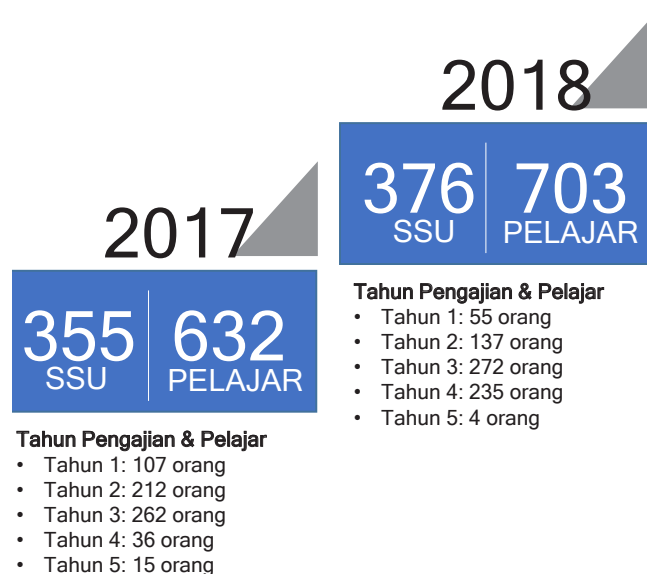 2017
355 632
SSU PELAJAR
Tahun Pengajian & Pelajar
• Tahun 1: 107 orang
• Tahun 2: 212 orang
• Tahun 3: 262 orang
• Tahun 4: 36 orang
• Tahun 5: 15 orang
2018
376 703
SSU PELAJAR
Tahun Pengajian & Pelajar
• Tahun 1: 55 orang
• Tahun 2: 137 orang
• Tahun 3: 272 orang
• Tahun 4: 235 orang
• Tahun 5: 4 orang